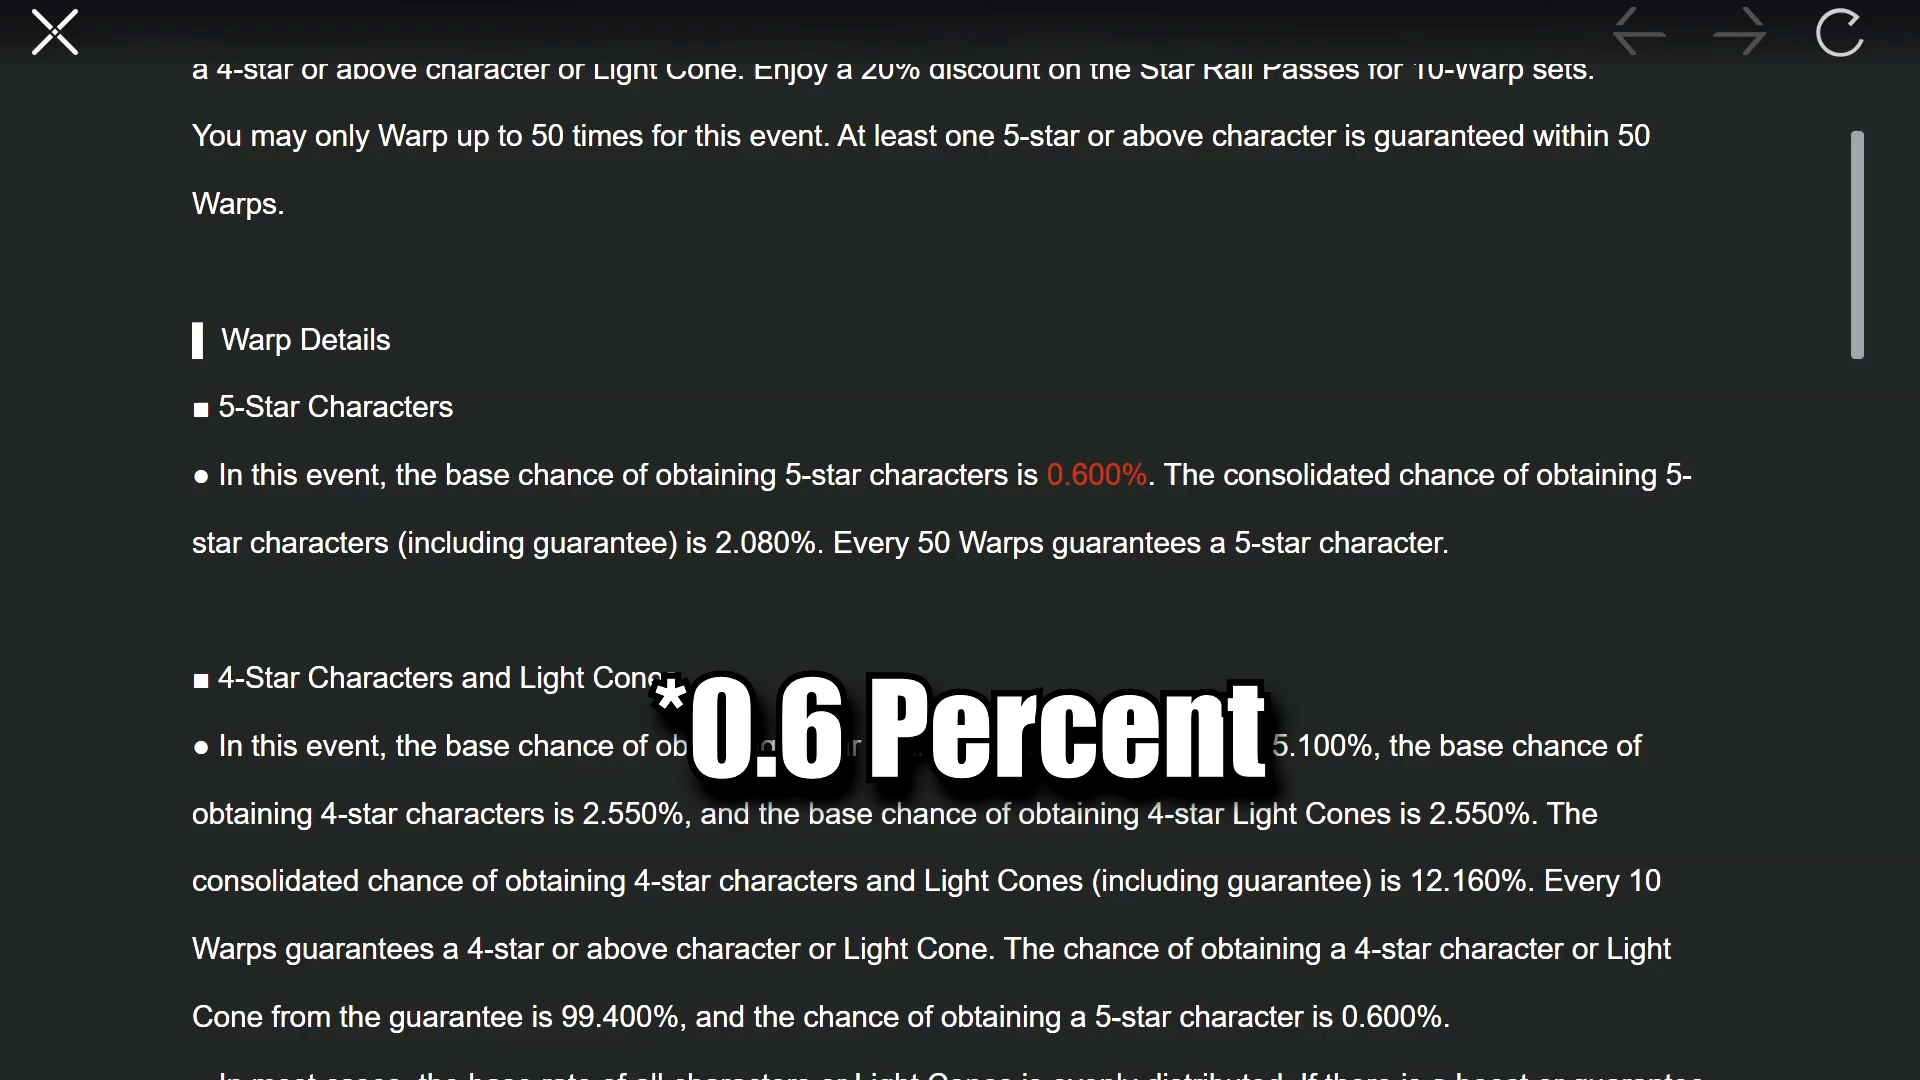 a 4-star or above character or Light Cone. Enjoy a 20% discount on the Star Rail Passes for 10-Warp sets.
You may only Warp up to 50 times for this event. At least one 5-star or above character is guaranteed within 50
Warps.
Warp Details
■ 5-Star Characters
● In this event, the base chance of obtaining 5-star characters is 0.600%. The consolidated chance of obtaining 5-
star characters (including guarantee) is 2.080%. Every 50 Warps guarantees a 5-star character.
■ 4-Star Characters and Light Cones
*0.6 Percent
● In this event, the base chance of 5.100%, the base chance of
obtaining 4-star characters is 2.550%, and the base chance of obtaining 4-star Light Cones is 2.550%. The
consolidated chance of obtaining 4-star characters and Light Cones (including guarantee) is 12.160%. Every 10
Warps guarantees a 4-star or above character or Light Cone. The chance of obtaining a 4-star character or Light
Cone from the guarantee is 99.400%, and the chance of obtaining a 5-star character is 0.600%.